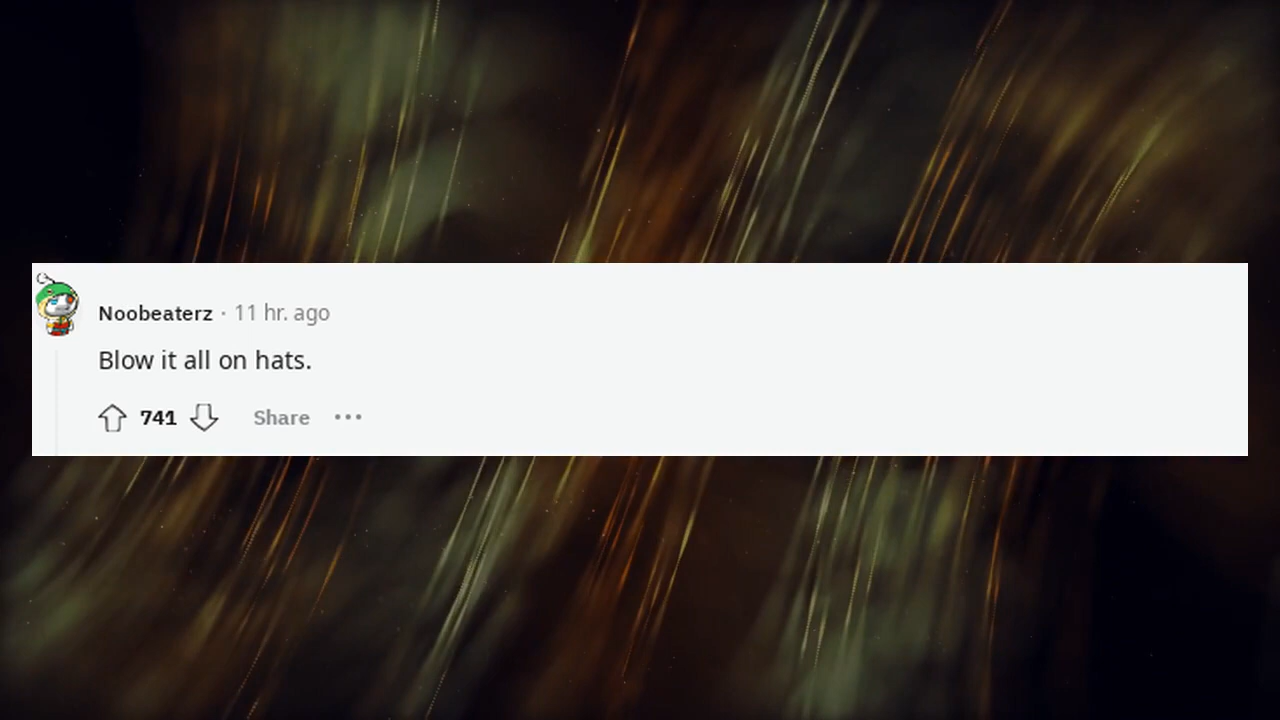 Noobeaterz · 11 hr. ago
Blow it all on hats.
741 Share ···